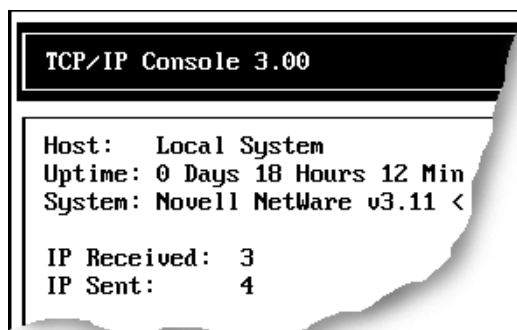 TCP/IP Console 3.00
Host: Local System
Uptime: 0 Days 18 Hours 12 Min
System: Novell NetWare v3.11 <
IP Received: 3
IP Sent: 4